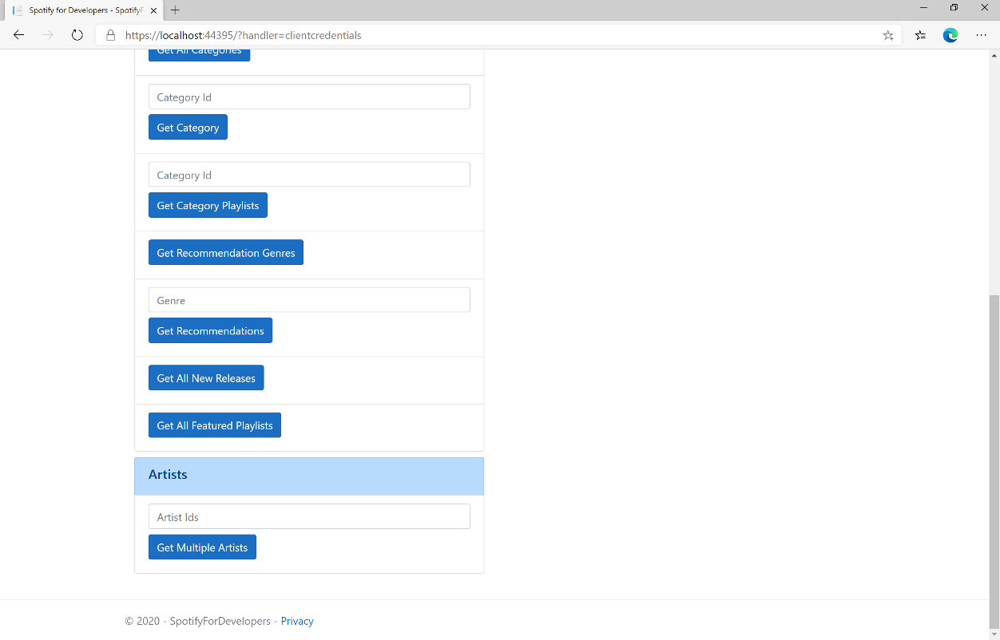 Spotify for Developers - SpotifyF
https://localhost:44395/?handler=clientcredentials
Get All Categories
Category Id
Get Category
Category Id
Get Category Playlists
Get Recommendation Genres
Genre
Get Recommendations
Get All New Releases
Get All Featured Playlists
Artists
Artist Ids
Get Multiple Artists
© 2020 - SpotifyForDevelopers - Privacy